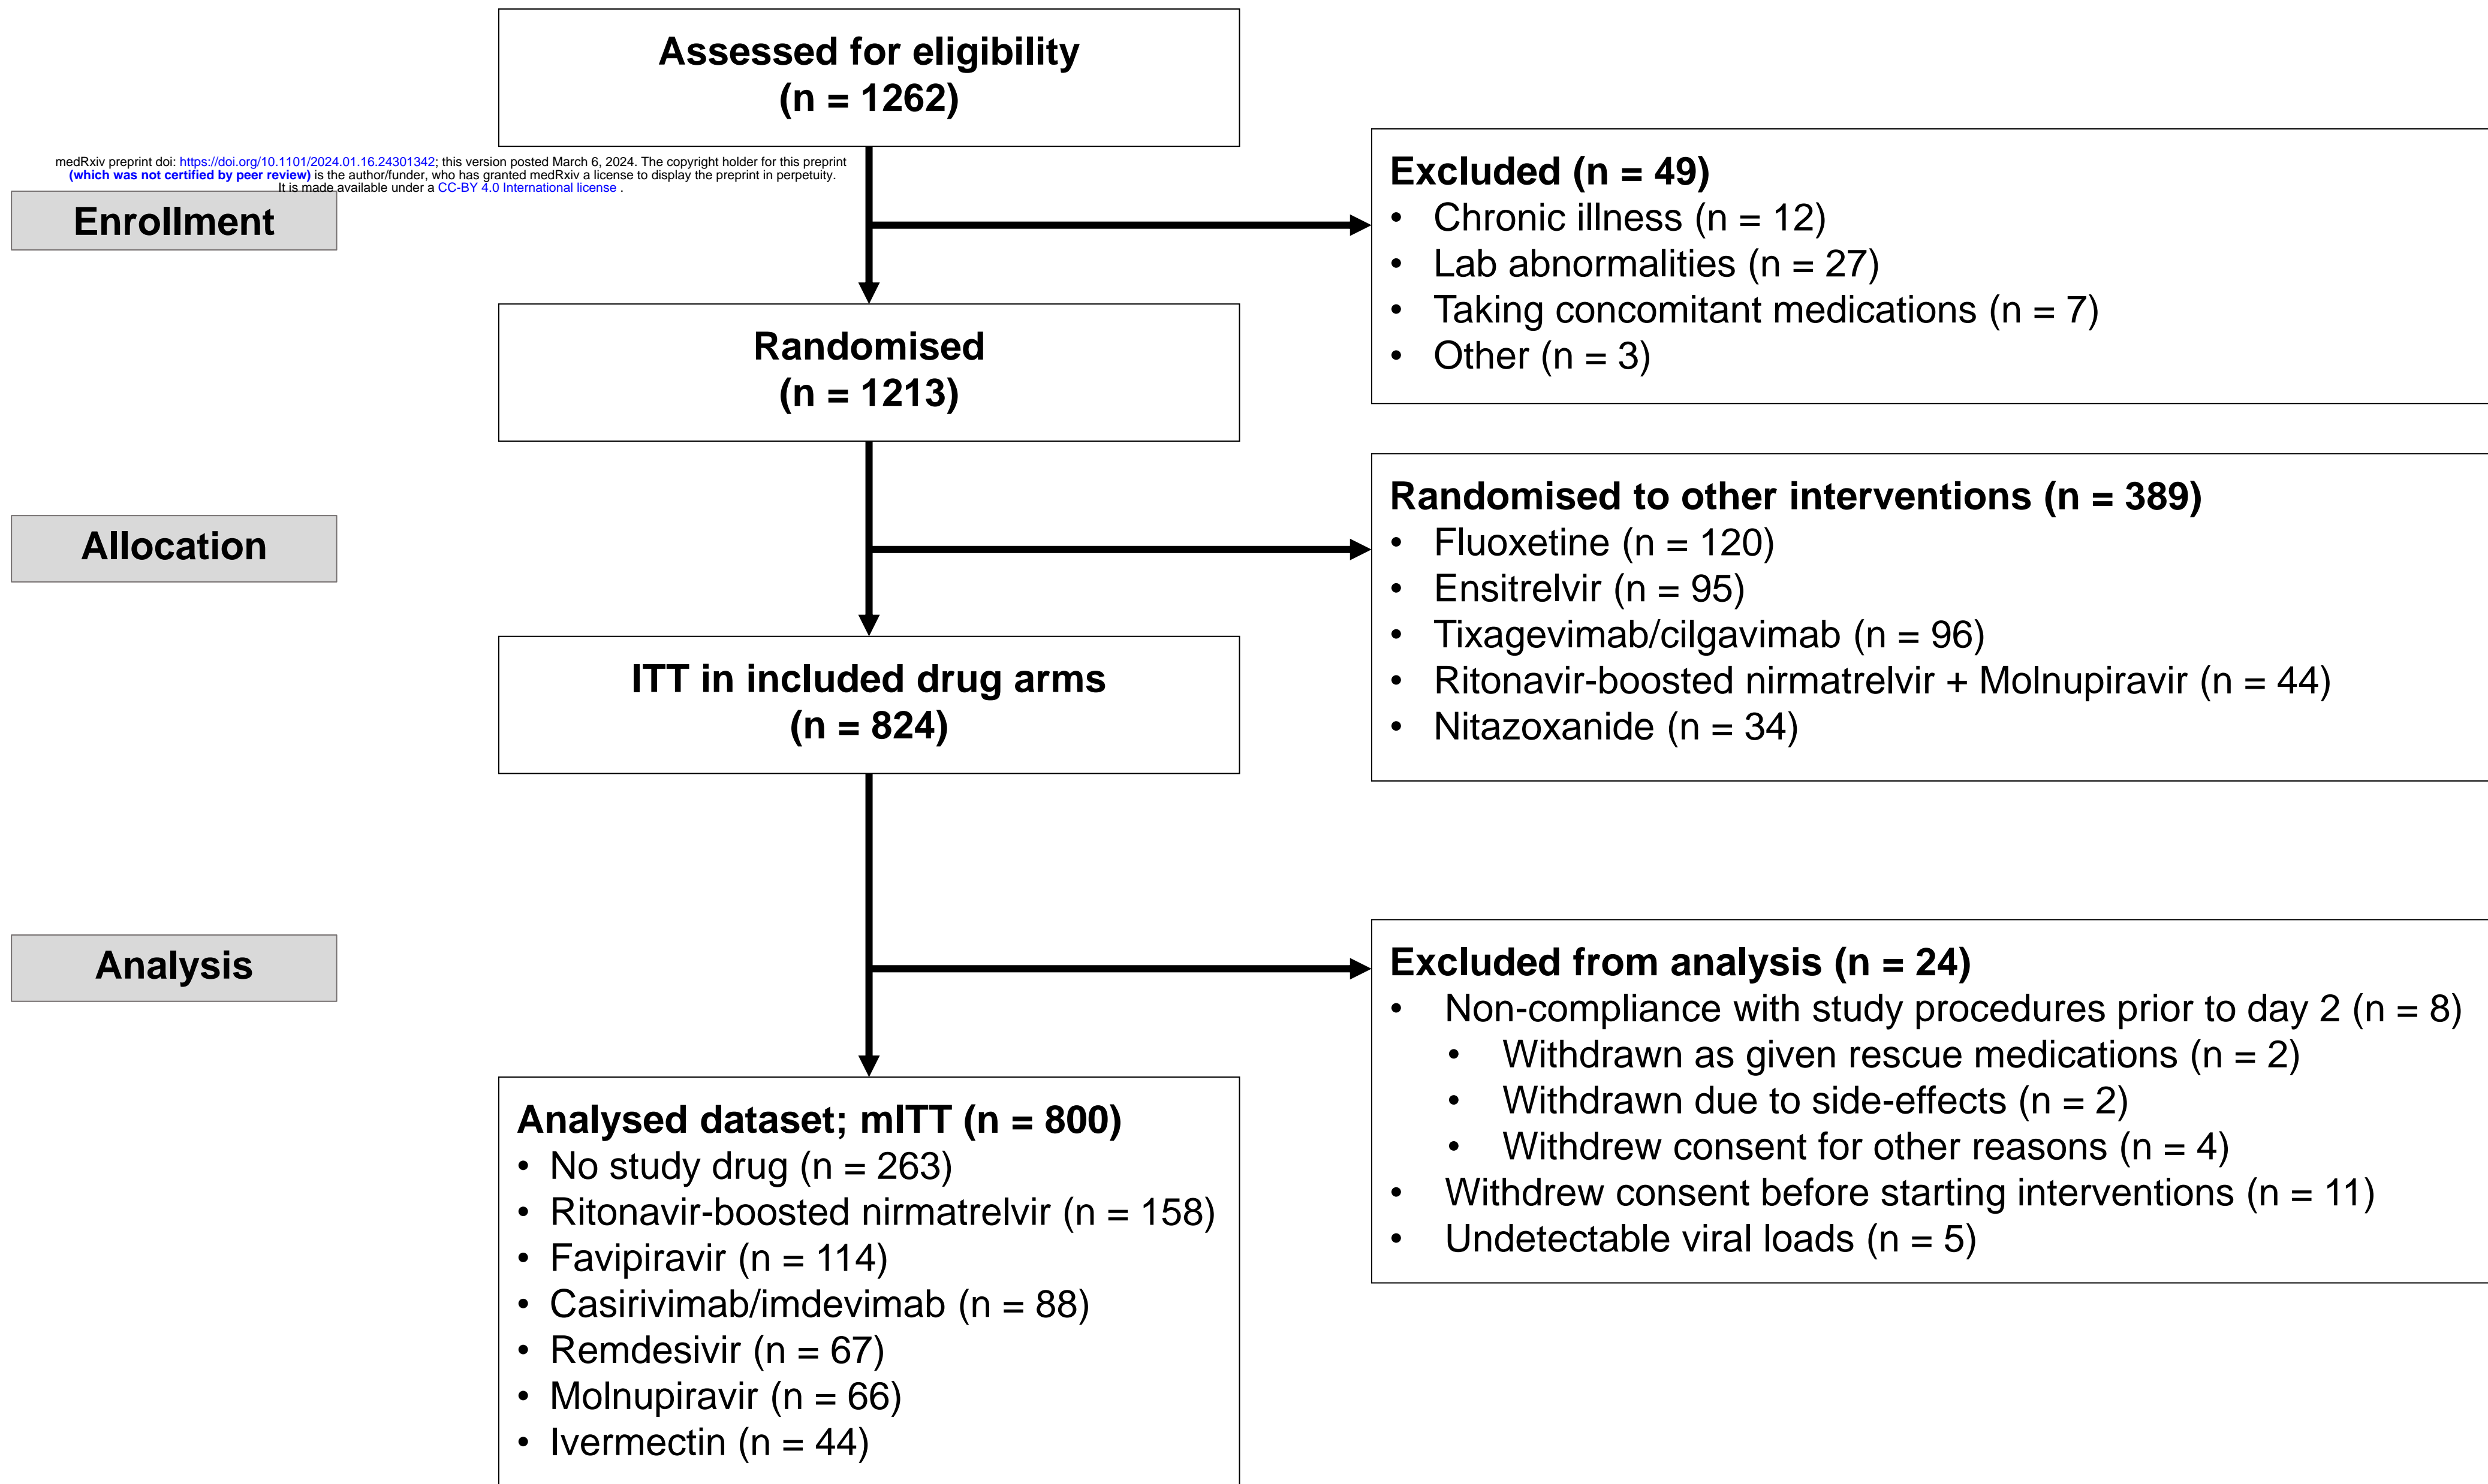 Assessed for eligibility
(n = 1262)
medRxiv preprint doi: https://doi.org/10.1101/2024.01.16.24301342; this version posted March 6, 2024. The copyright holder for this preprint
(which was not certified by peer review) is the author/funder, who has granted medRxiv a license to display the preprint in perpetuity.
It is made available under a CC-BY 4.0 International license .
Enrollment
Excluded (n = 49)
• Chronic illness (n = 12)
• Lab abnormalities (n = 27)
• Taking concomitant medications (n = 7)
• Other (n = 3)
Randomised
(n = 1213)
Allocation
Randomised to other interventions (n = 389)
• Fluoxetine (n = 120)
• Ensitrelvir (n = 95)
• Tixagevimab/cilgavimab (n = 96)
• Ritonavir-boosted nirmatrelvir + Molnupiravir (n = 44)
• Nitazoxanide (n = 34)
ITT in included drug arms
(n = 824)
Analysis
Excluded from analysis (n = 24)
• Non-compliance with study procedures prior to day 2 (n = 8)
• Withdrawn as given rescue medications (n = 2)
• Withdrawn due to side-effects (n = 2)
• Withdrew consent for other reasons (n = 4)
• Withdrew consent before starting interventions (n = 11)
• Undetectable viral loads (n = 5)
Analysed dataset; mITT (n = 800)
• No study drug (n = 263)
• Ritonavir-boosted nirmatrelvir (n = 158)
• Favipiravir (n = 114)
• Casirivimab/imdevimab (n = 88)
• Remdesivir (n = 67)
• Molnupiravir (n = 66)
• Ivermectin (n = 44)